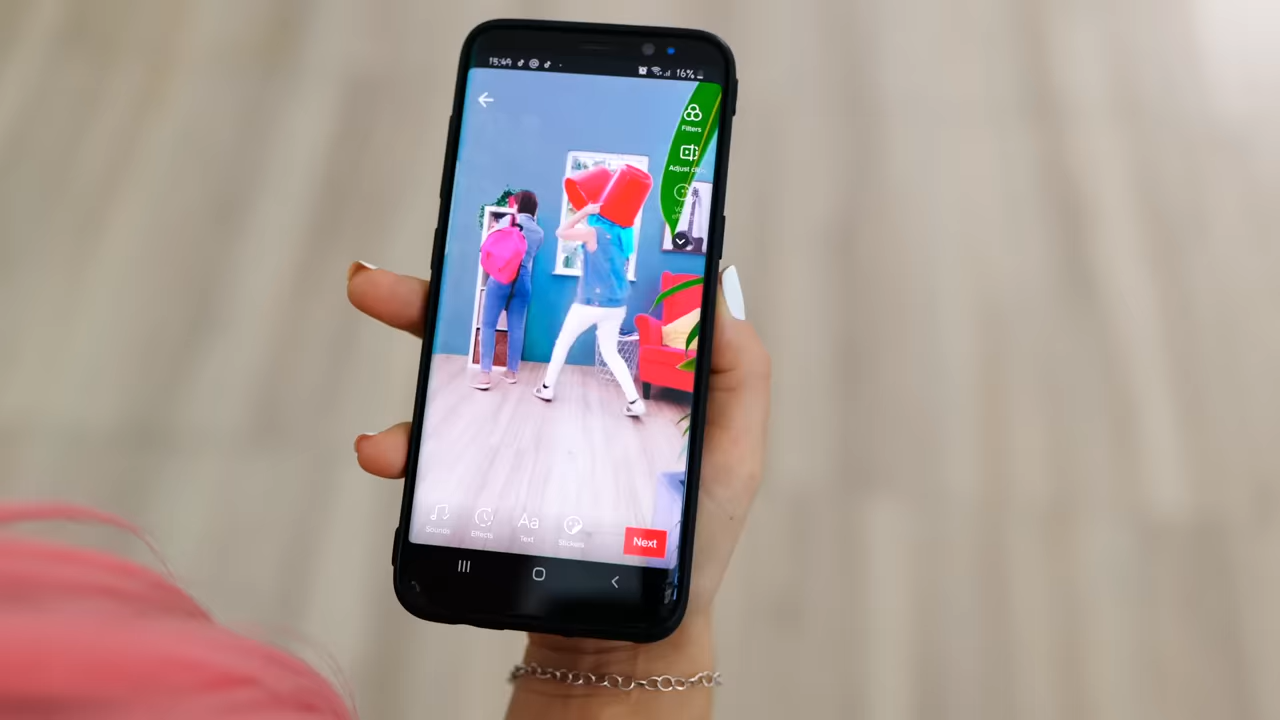 15:49
16%
Filters
Adjust clips
Sounds
Effects
Aa
Text
Stickers
Next